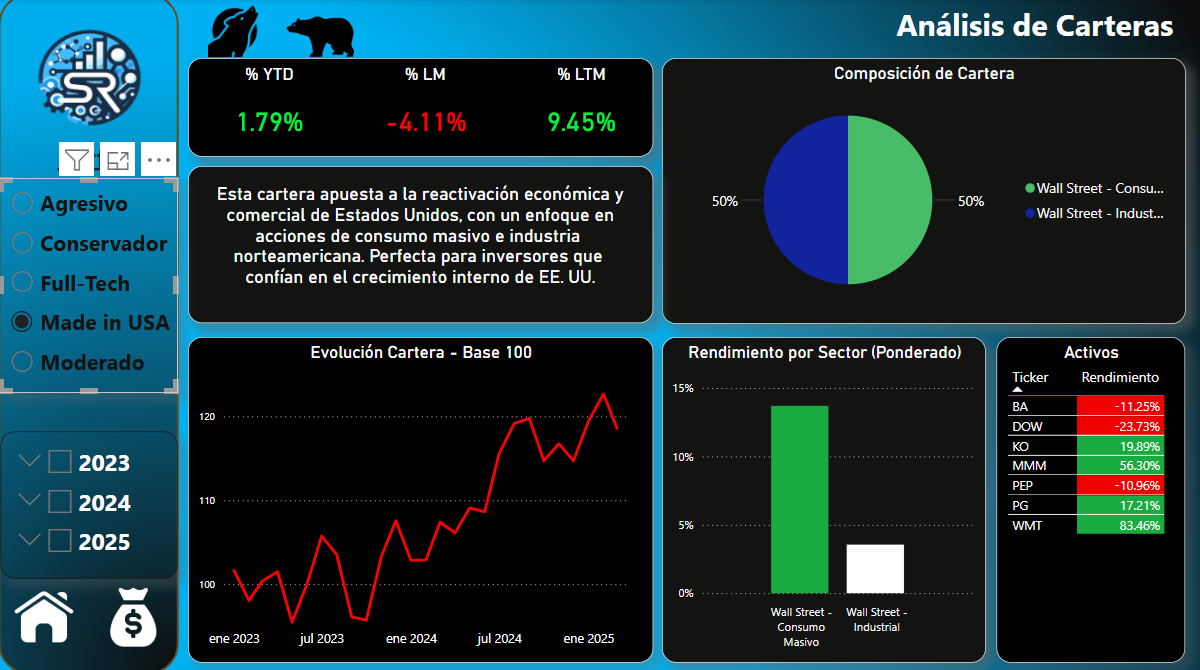 Análisis de Carteras
SR
Agresivo
Conservador
Full-Tech
Made in USA
Moderado
2023
2024
2025
% YTD
% LM
% LTM
1.79%
-4.11%
9.45%
Esta cartera apuesta a la reactivación económica y
comercial de Estados Unidos, con un enfoque en
acciones de consumo masivo e industria
norteamericana. Perfecta para inversores que
confían en el crecimiento interno de EE. UU.
Composición de Cartera
50%
50%
Wall Street - Consu...
Wall Street - Indust...
Evolución Cartera - Base 100
120
110
100
ene 2023
jul 2023
ene 2024
jul 2024
ene 2025
Rendimiento por Sector (Ponderado)
15%
10%
5%
0%
Wall Street -
Consumo
Masivo
Wall Street -
Industrial
Activos
Ticker Rendimiento
BA -11.25%
DOW -23.73%
KO 19.89%
MMM 56.30%
PEP -10.96%
PG 17.21%
WMT 83.46%
$